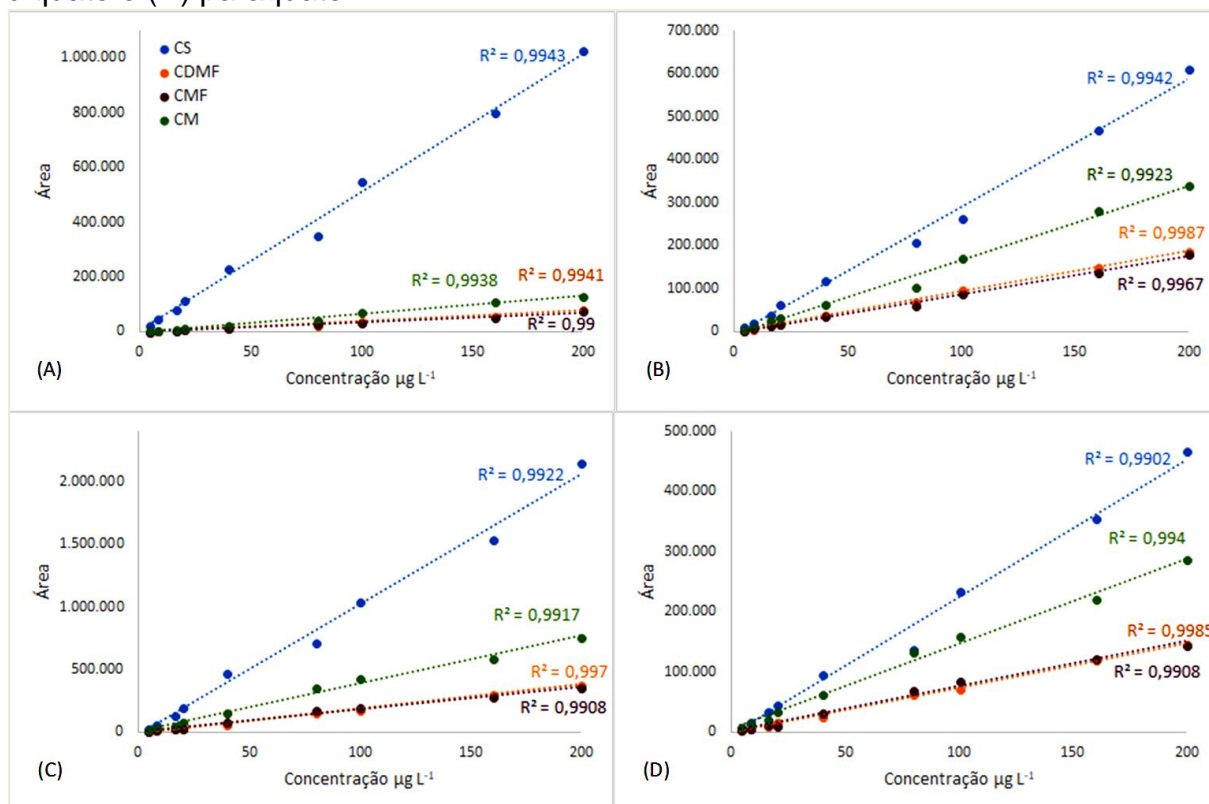 1.000.000
800.000
600.000
400.000
200.000
0
Área
CS
CDMF
CMF
CM
R² = 0,9943
R² = 0,9938
R² = 0,9941
R² = 0,99
0 50 100 150 200
Concentração µg L⁻¹
(A)
700.000
600.000
500.000
400.000
300.000
200.000
100.000
0
Área
R² = 0,9942
R² = 0,9923
R² = 0,9987
R² = 0,9967
0 50 100 150 200
Concentração µg L⁻¹
(B)
2.000.000
1.500.000
1.000.000
500.000
0
Área
R² = 0,9922
R² = 0,9917
R² = 0,997
R² = 0,9908
0 50 100 150 200
Concentração µg L⁻¹
(C)
500.000
400.000
300.000
200.000
100.000
0
Área
R² = 0,9902
R² = 0,994
R² = 0,9985
R² = 0,9908
0 50 100 150 200
Concentração µg L⁻¹
(D)